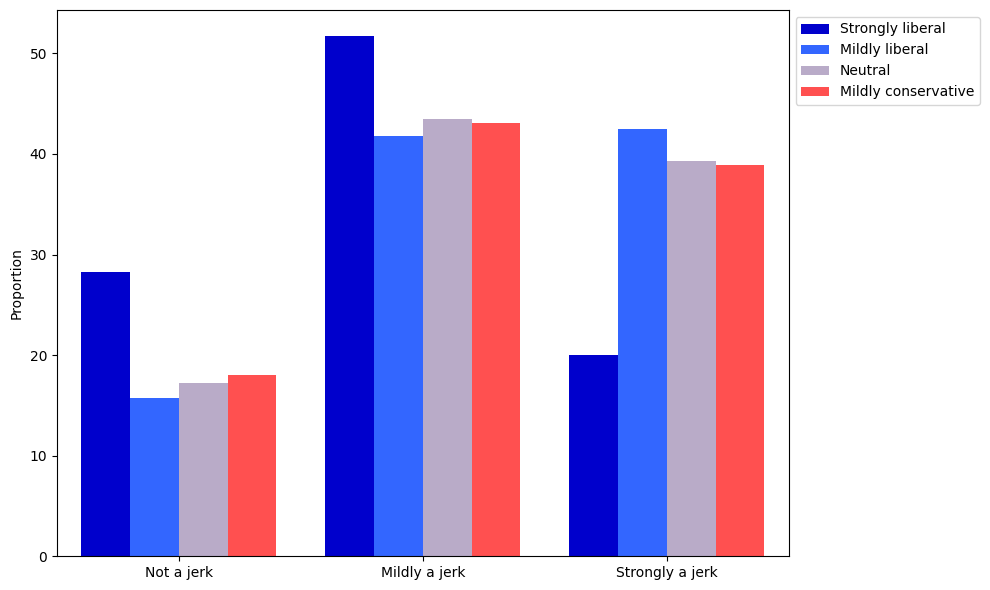 Strongly liberal
Mildly liberal
Neutral
Mildly conservative
Proportion
50
40
30
20
10
0
Not a jerk
Mildly a jerk
Strongly a jerk